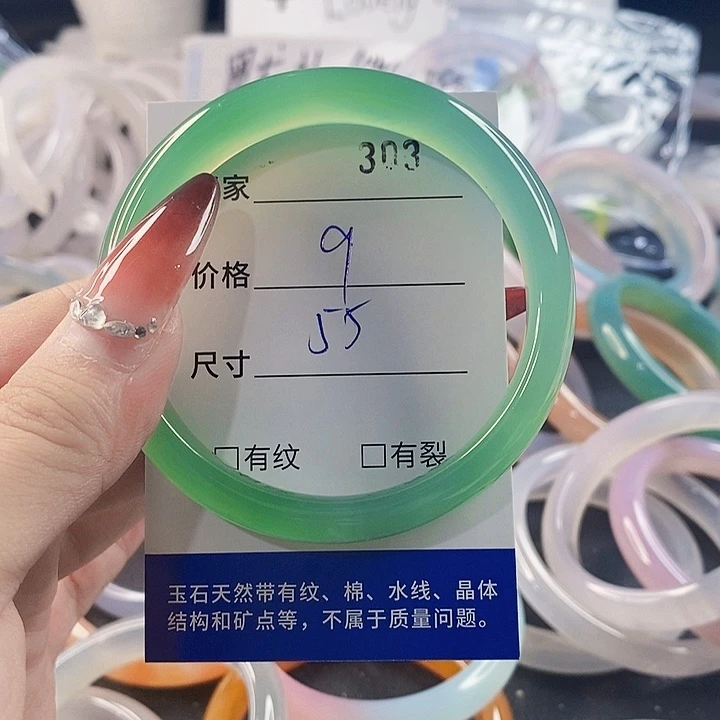 303
家
价格 9
尺寸 55
□有纹 □有裂
玉石天然带有纹、棉、水线、晶体
结构和矿点等，不属于质量问题。